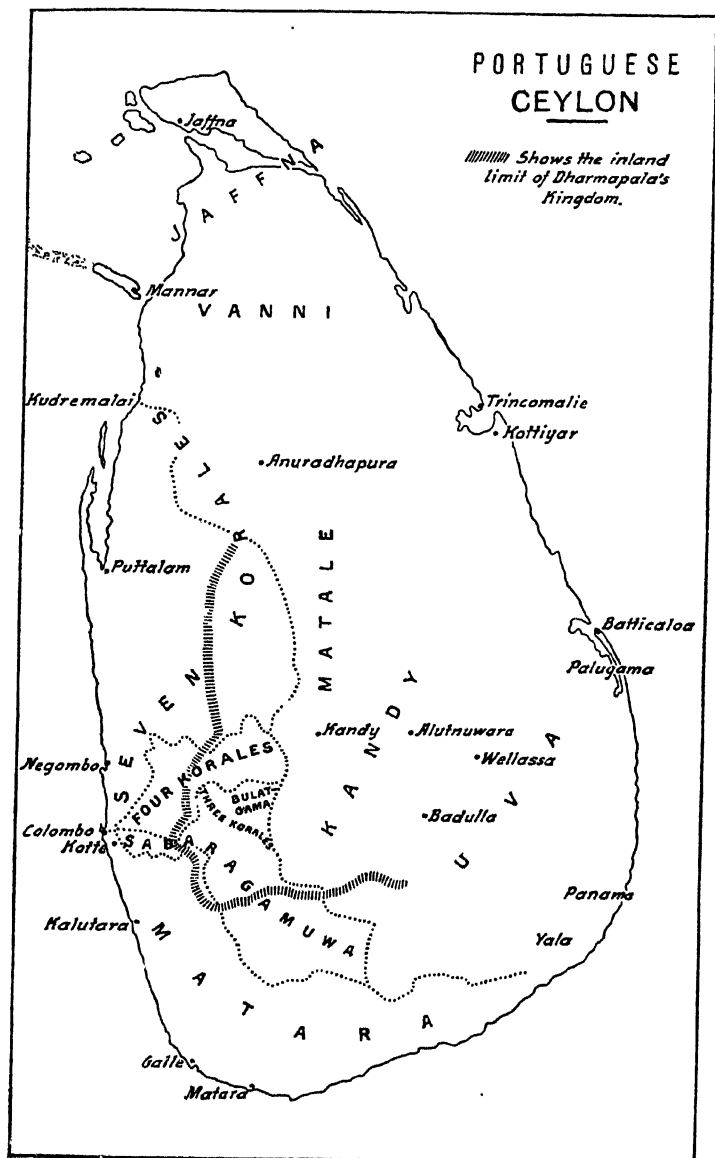 PORTUGUESE
CEYLON
Shows the inland
limit of Dharmapala's
Kingdom.
Jaffna
JAFFNA
Mannar
VANNI
Kudremalai
Trincomalie
Kottiyar
Anuradhapura
SEVEN KORALES
Puttalam
MATALE
Batticaloa
Palugama
Kandy
Alutnuwara
KANDY
Wellassa
Negombo
FOUR KORALES
BULAT-
GAMA
THREE KORALES
Badulla
UVA
Colombo
Kotte
SABARAGAMUWA
Panama
Kalutara
Yala
MATARA
Galle
Matara